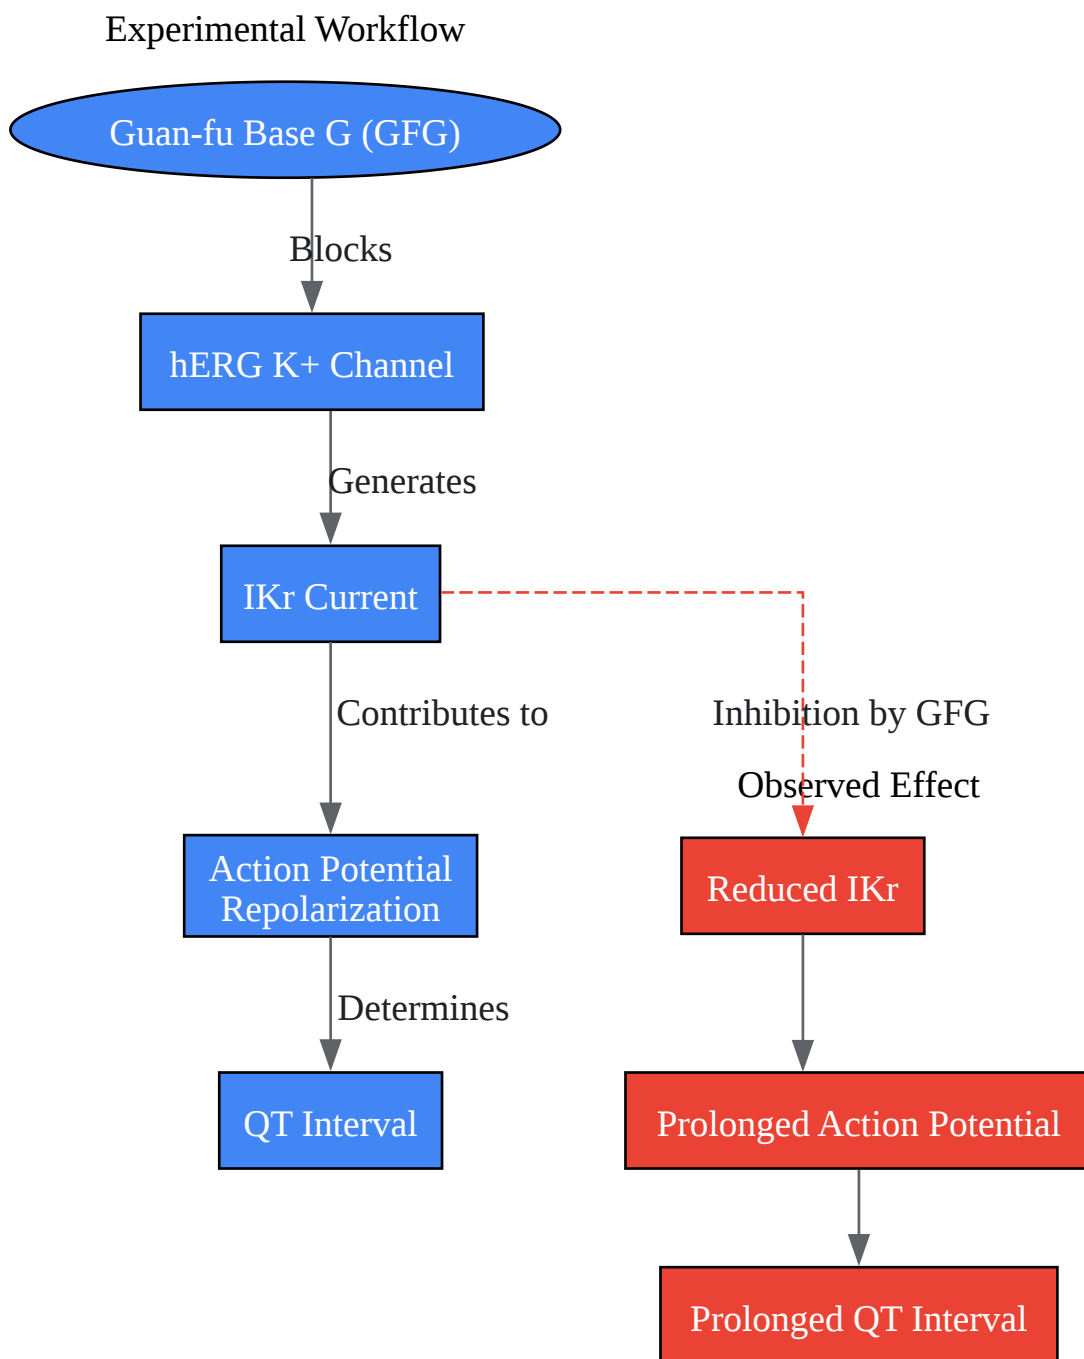 Experimental Workflow
Guan-fu Base G (GFG)
Blocks
hERG K+ Channel
Generates
IKr Current
Contributes to
Inhibition by GFG
Observed Effect
Action Potential
Repolarization
Reduced IKr
Determines
QT Interval
Prolonged Action Potential
Prolonged QT Interval